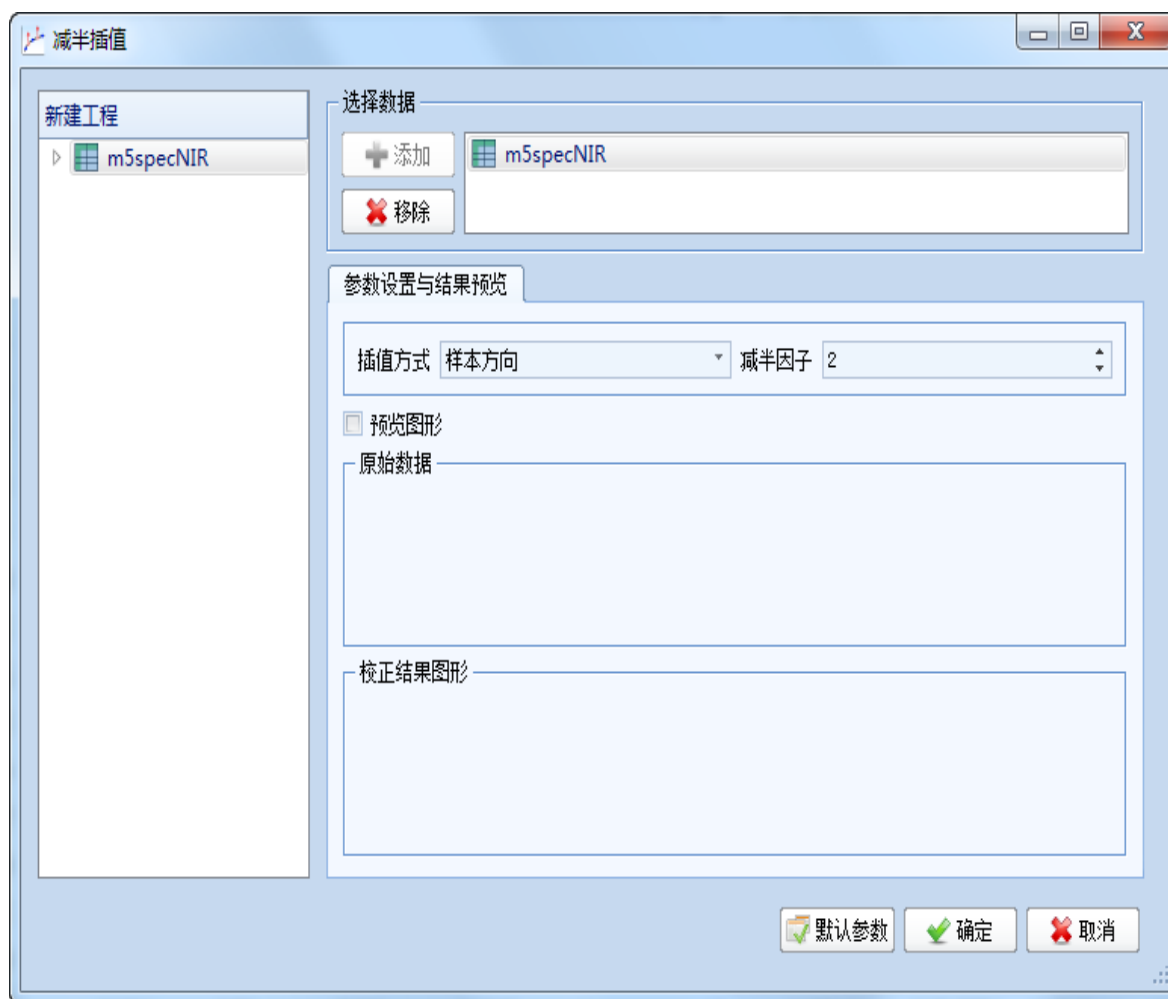 减半插值
新建工程
m5specNIR
选择数据
添加
m5specNIR
移除
参数设置与结果预览
插值方式 样本方向 减半因子 2
预览图形
原始数据
校正结果图形
默认参数 确定 取消